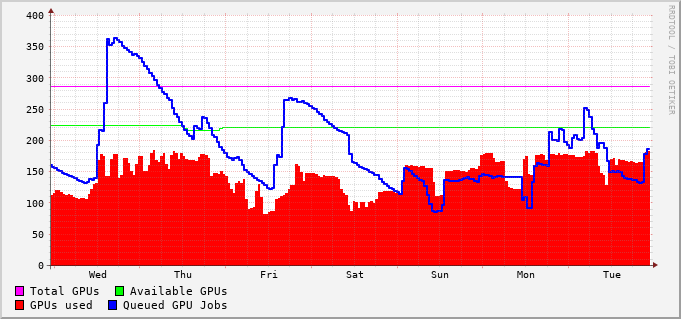 RRDTOOL / TOBI OETIKER
400
350
300
250
200
150
100
50
0
Wed Thu Fri Sat Sun Mon Tue
Total GPUs Available GPUs
GPUs used Queued GPU Jobs